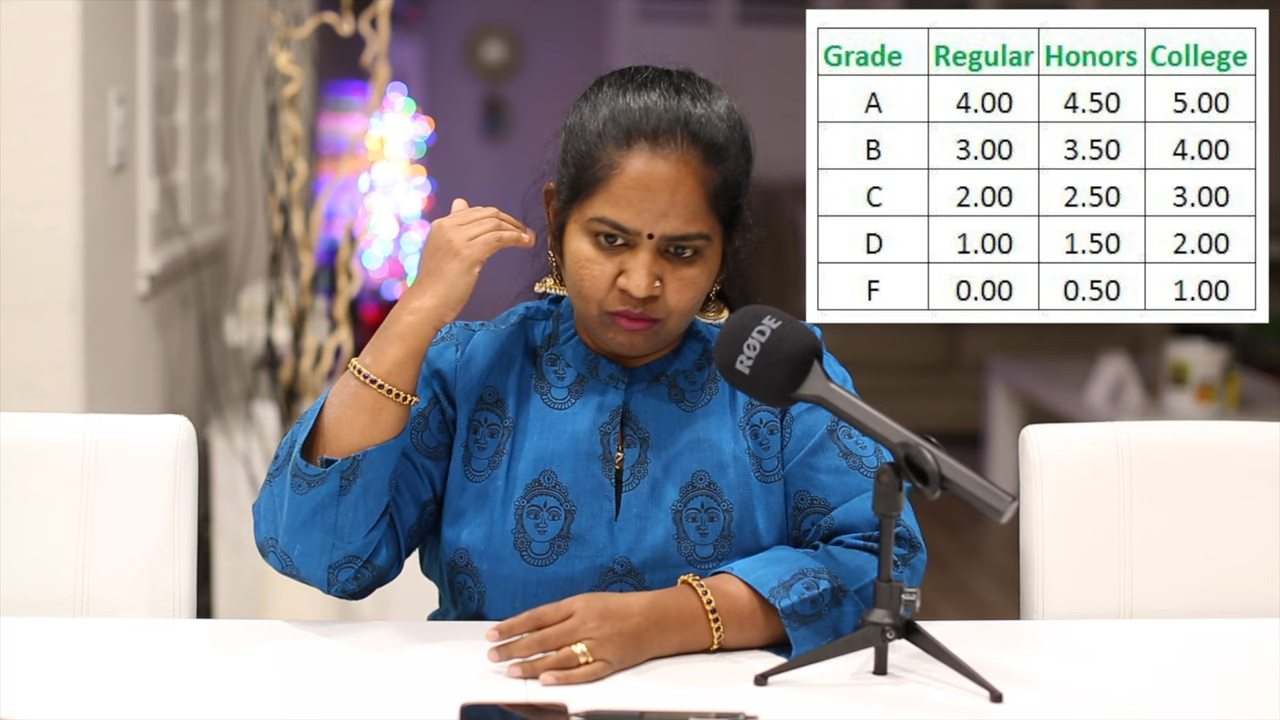 Grade Regular Honors College
A 4.00 4.50 5.00
B 3.00 3.50 4.00
C 2.00 2.50 3.00
D 1.00 1.50 2.00
F 0.00 0.50 1.00
RØDE